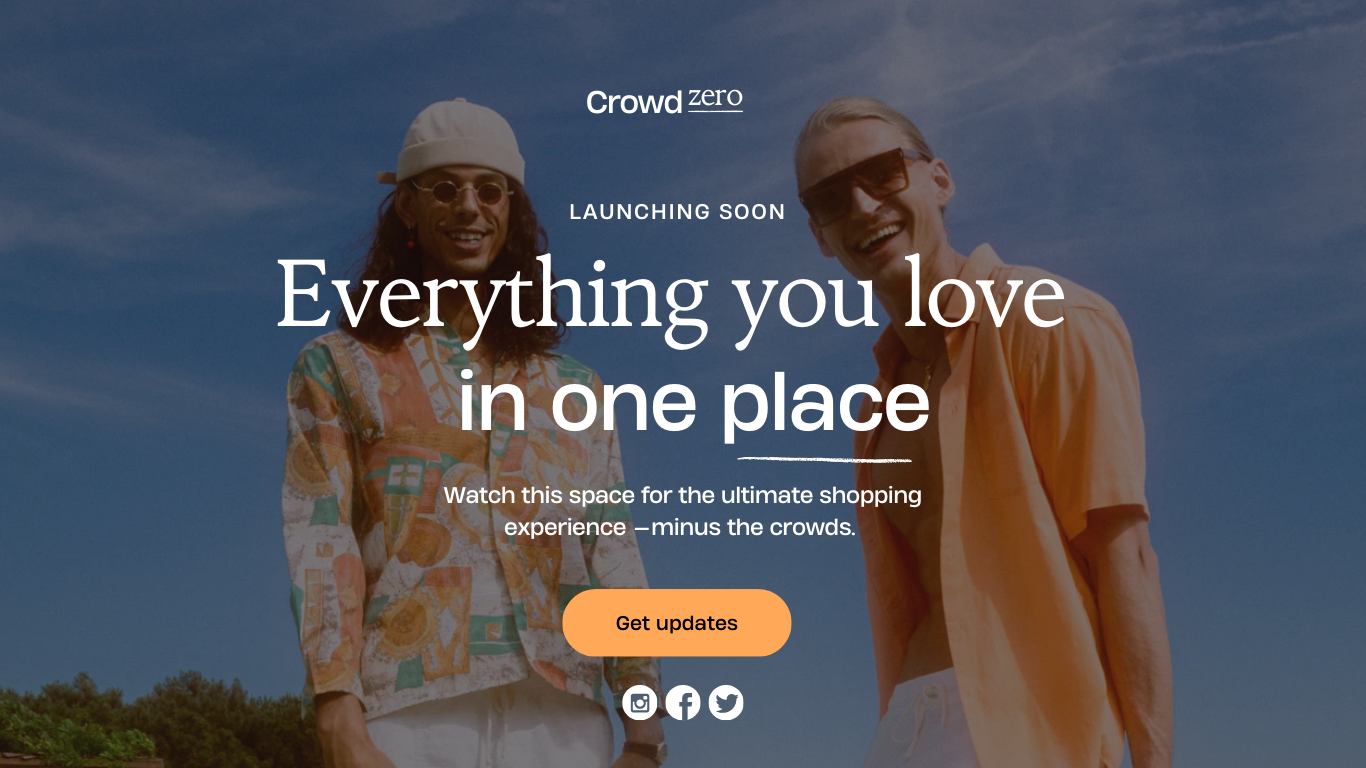 Crowd zero
LAUNCHING SOON
Everything you love
in one place
Watch this space for the ultimate shopping
experience –minus the crowds.
Get updates